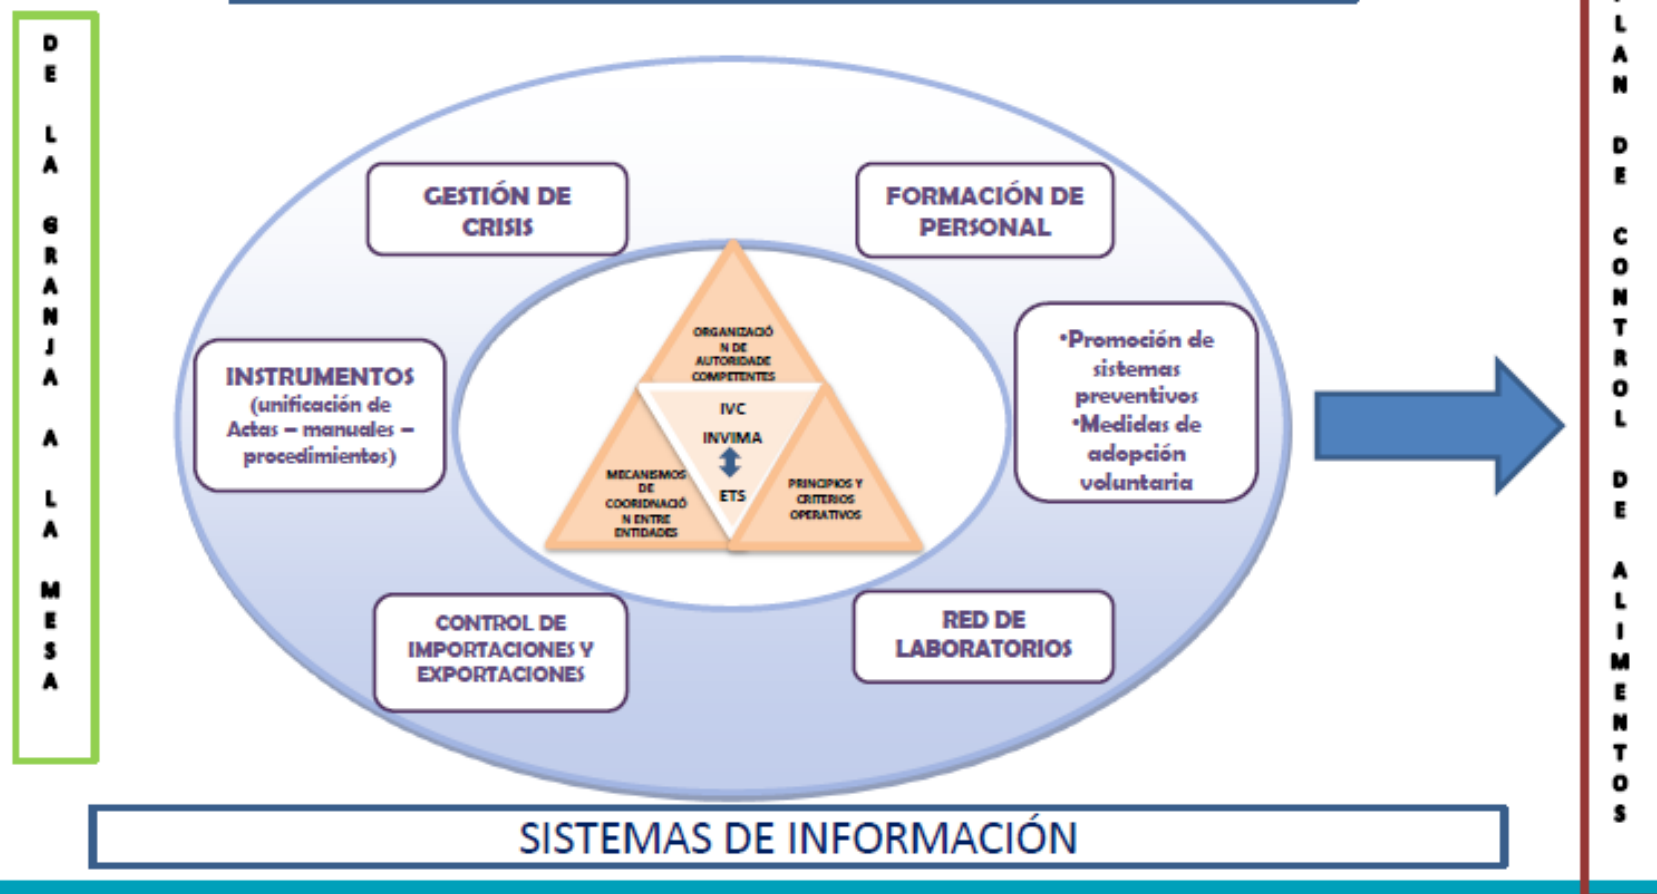 DE LA GRANJA A LA MESA
GESTIÓN DE
CRISIS
FORMACIÓN DE
PERSONAL
INSTRUMENTOS
(unificación de
Actas – manuales –
procedimientos)
ORGANIZACIÓ
N DE
AUTORIDADE
COMPETENTES
IVC
INVIMA
ETS
MECANISMOS
DE
COORIDNACIÓ
N ENTRE
ENTIDADES
PRINCIPIOS Y
CRITERIOS
OPERATIVOS
•Promoción de
sistemas
preventivos
•Medidas de
adopción
voluntaria
CONTROL DE
IMPORTACIONES Y
EXPORTACIONES
RED DE
LABORATORIOS
LAN DE CONTROL DE ALIMENTOS
SISTEMAS DE INFORMACIÓN